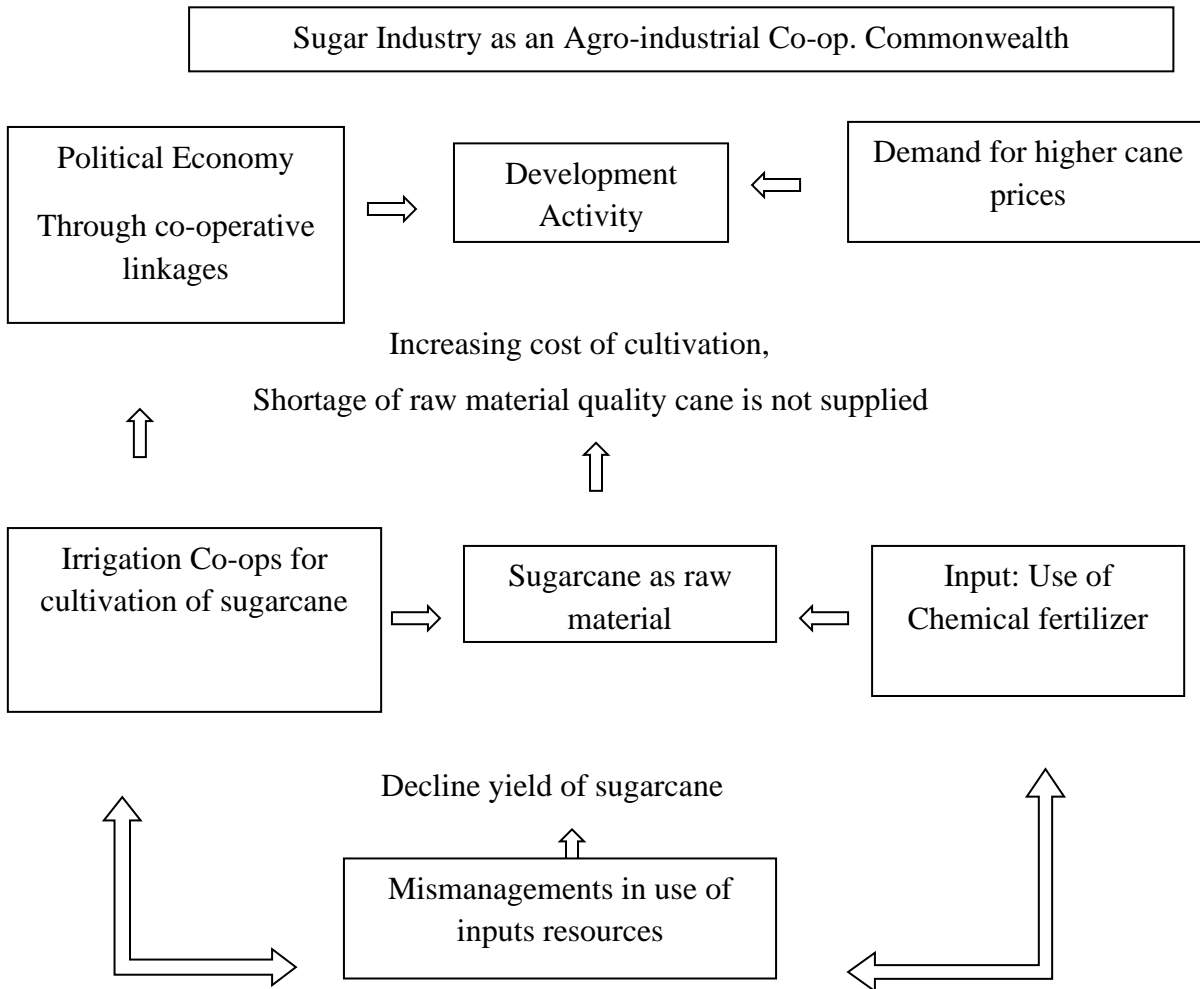 Sugar Industry as an Agro-industrial Co-op. Commonwealth
Political Economy
Through co-operative
linkages
Development
Activity
Demand for higher cane
prices
Increasing cost of cultivation,
Shortage of raw material quality cane is not supplied
Irrigation Co-ops for
cultivation of sugarcane
Sugarcane as raw
material
Input: Use of
Chemical fertilizer
Decline yield of sugarcane
Mismanagements in use of
inputs resources